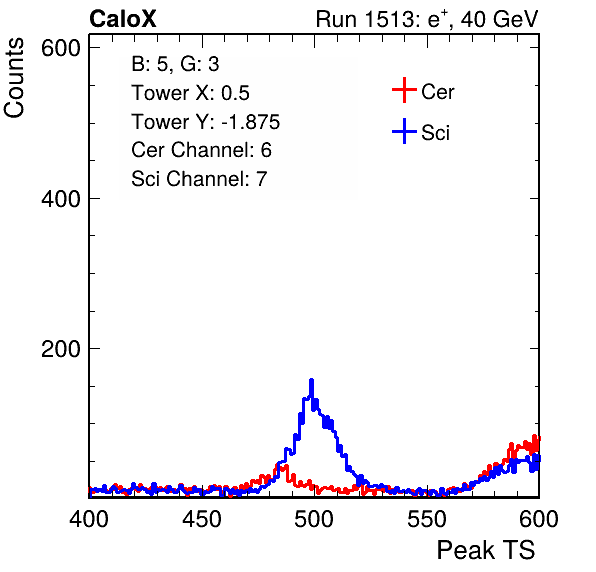 CaloX
Run 1513: e+, 40 GeV
Counts
600
400
200
B: 5, G: 3
Tower X: 0.5
Tower Y: -1.875
Cer Channel: 6
Sci Channel: 7
Cer
Sci
400 450 500 550 600
Peak TS